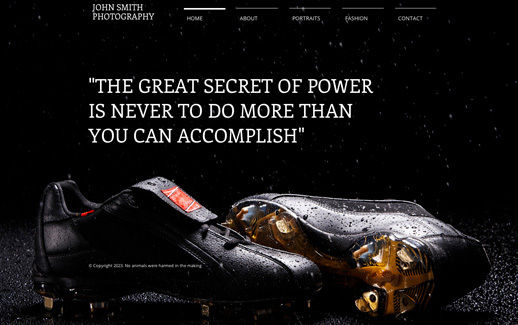 JOHN SMITH
PHOTOGRAPHY
HOME
ABOUT
PORTRAITS
FASHION
CONTACT
"THE GREAT SECRET OF POWER
IS NEVER TO DO MORE THAN
YOU CAN ACCOMPLISH"
© Copyright 2023. No animals were harmed in the making